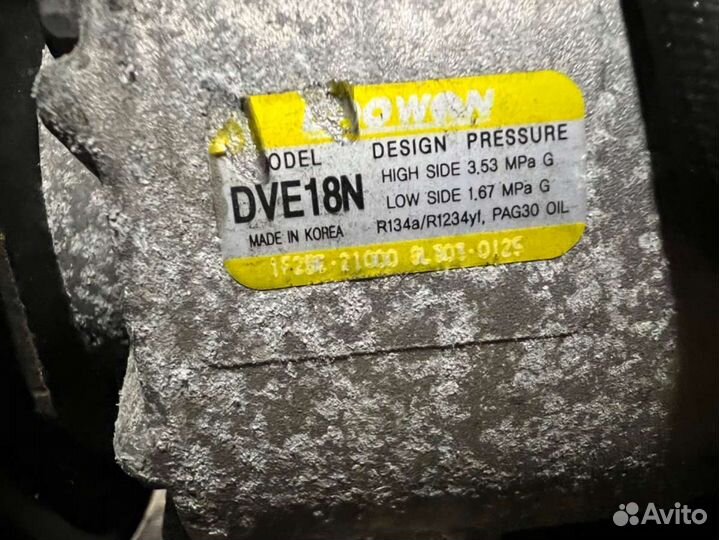 DOWON
ODEL
DVE18N
MADE IN KOREA
DESIGN PRESSURE
HIGH SIDE 3.53 MPa G
LOW SIDE 1.67 MPa G
R134a/R1234yf, PAG30 OIL
Avito